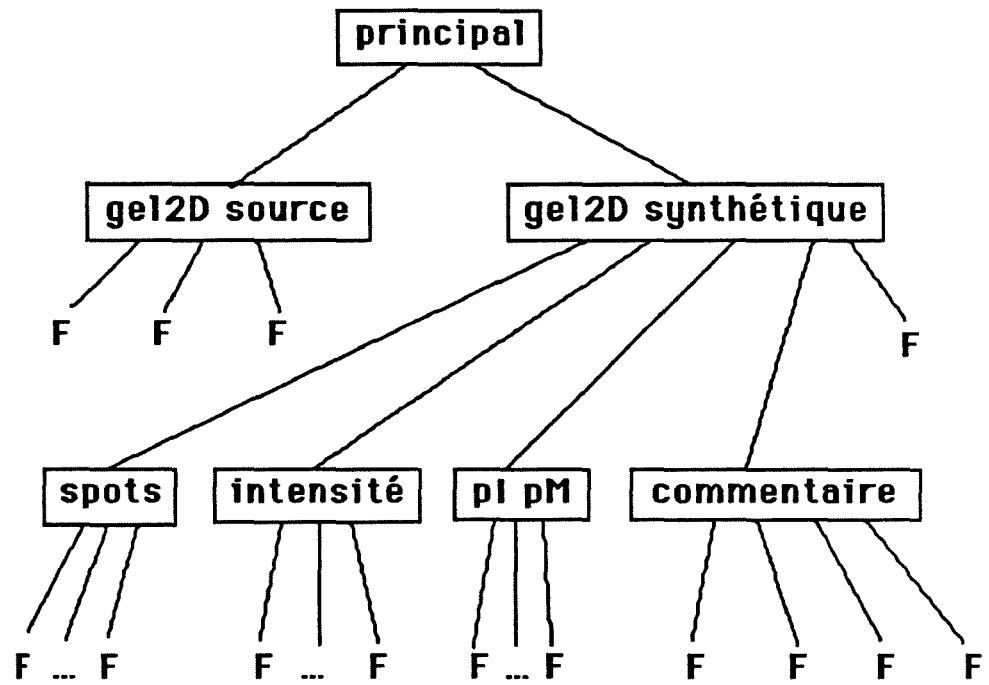 principal
gel2D source
gel2D synthétique
F F F
F
spots
intensité
pI pM
commentaire
F ... F
F ... F
F ... F
F F F F